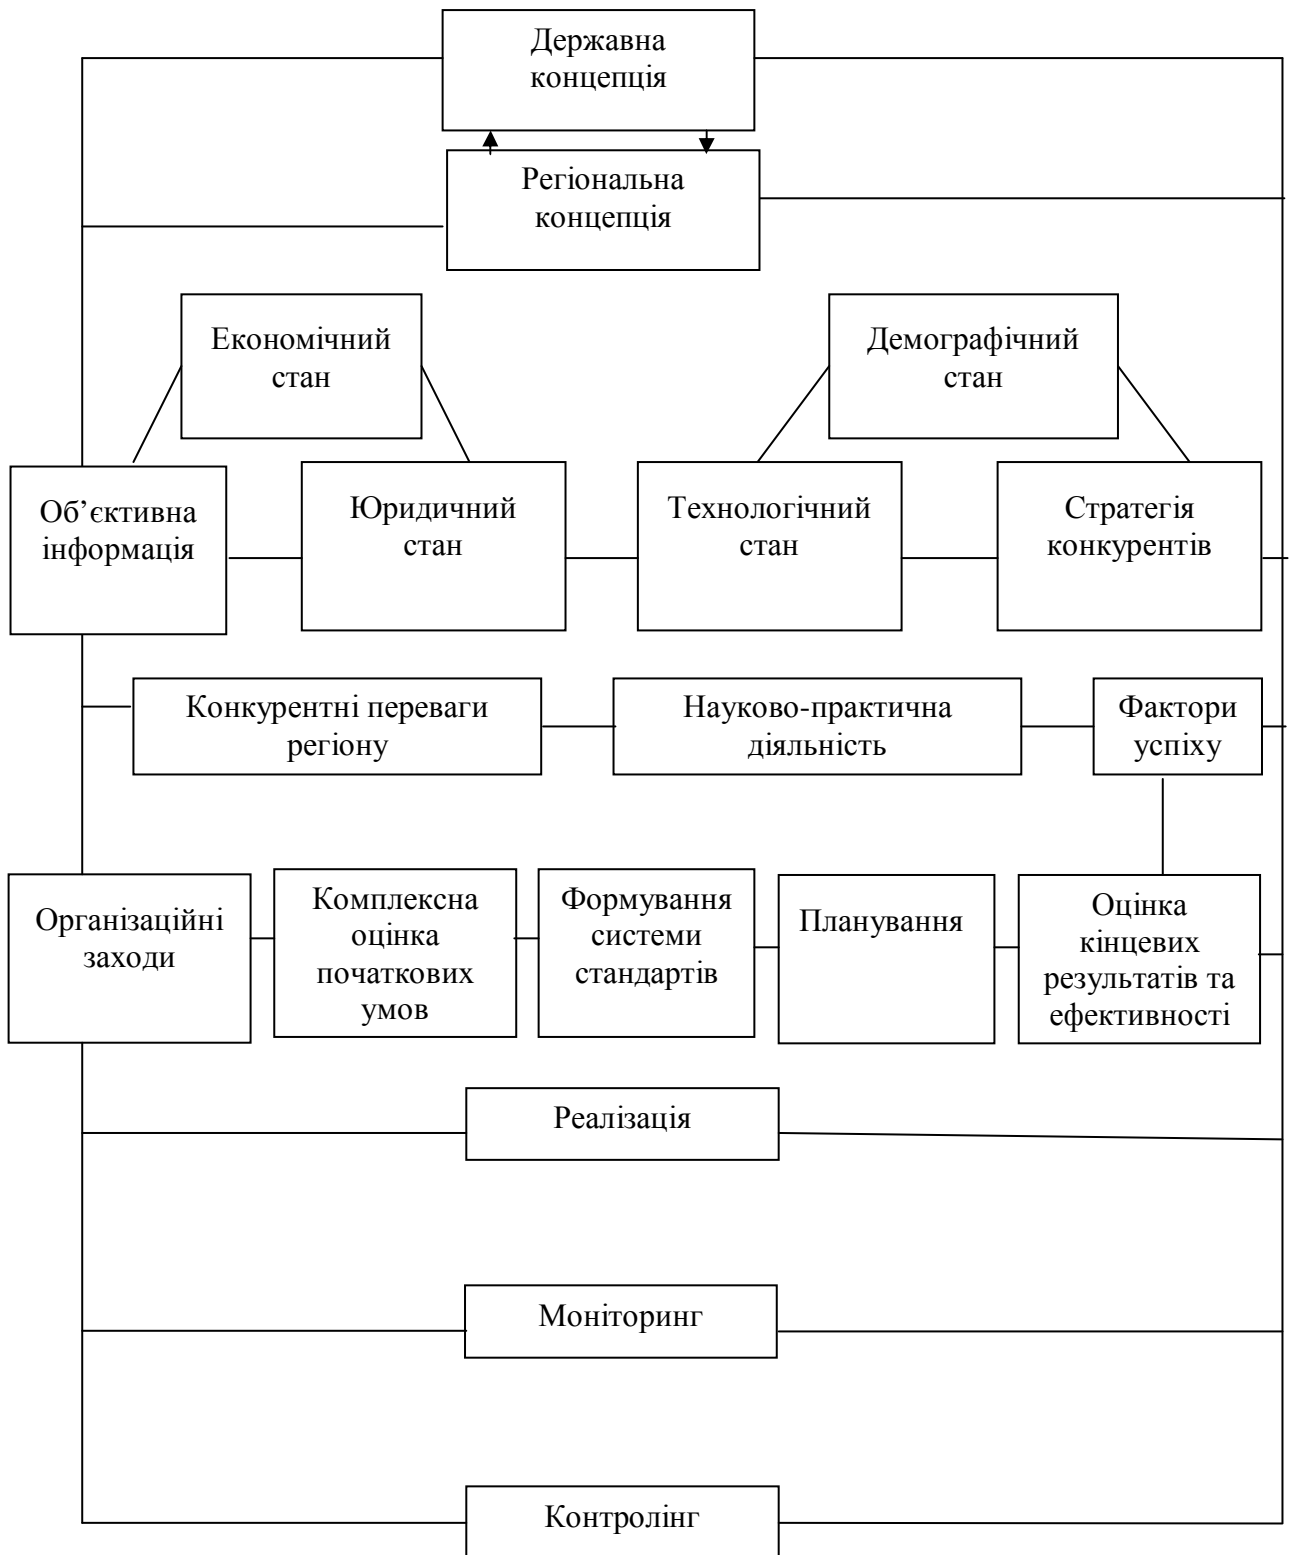 Державна
концепція
Регіональна
концепція
Економічний
стан
Демографічний
стан
Об’єктивна
інформація
Юридичний
стан
Технологічний
стан
Стратегія
конкурентів
Конкурентні переваги
регіону
Науково-практична
діяльність
Фактори
успіху
Організаційні
заходи
Комплексна
оцінка
початкових
умов
Формування
системи
стандартів
Планування
Оцінка
кінцевих
результатів та
ефективності
Реалізація
Моніторинг
Контролінг